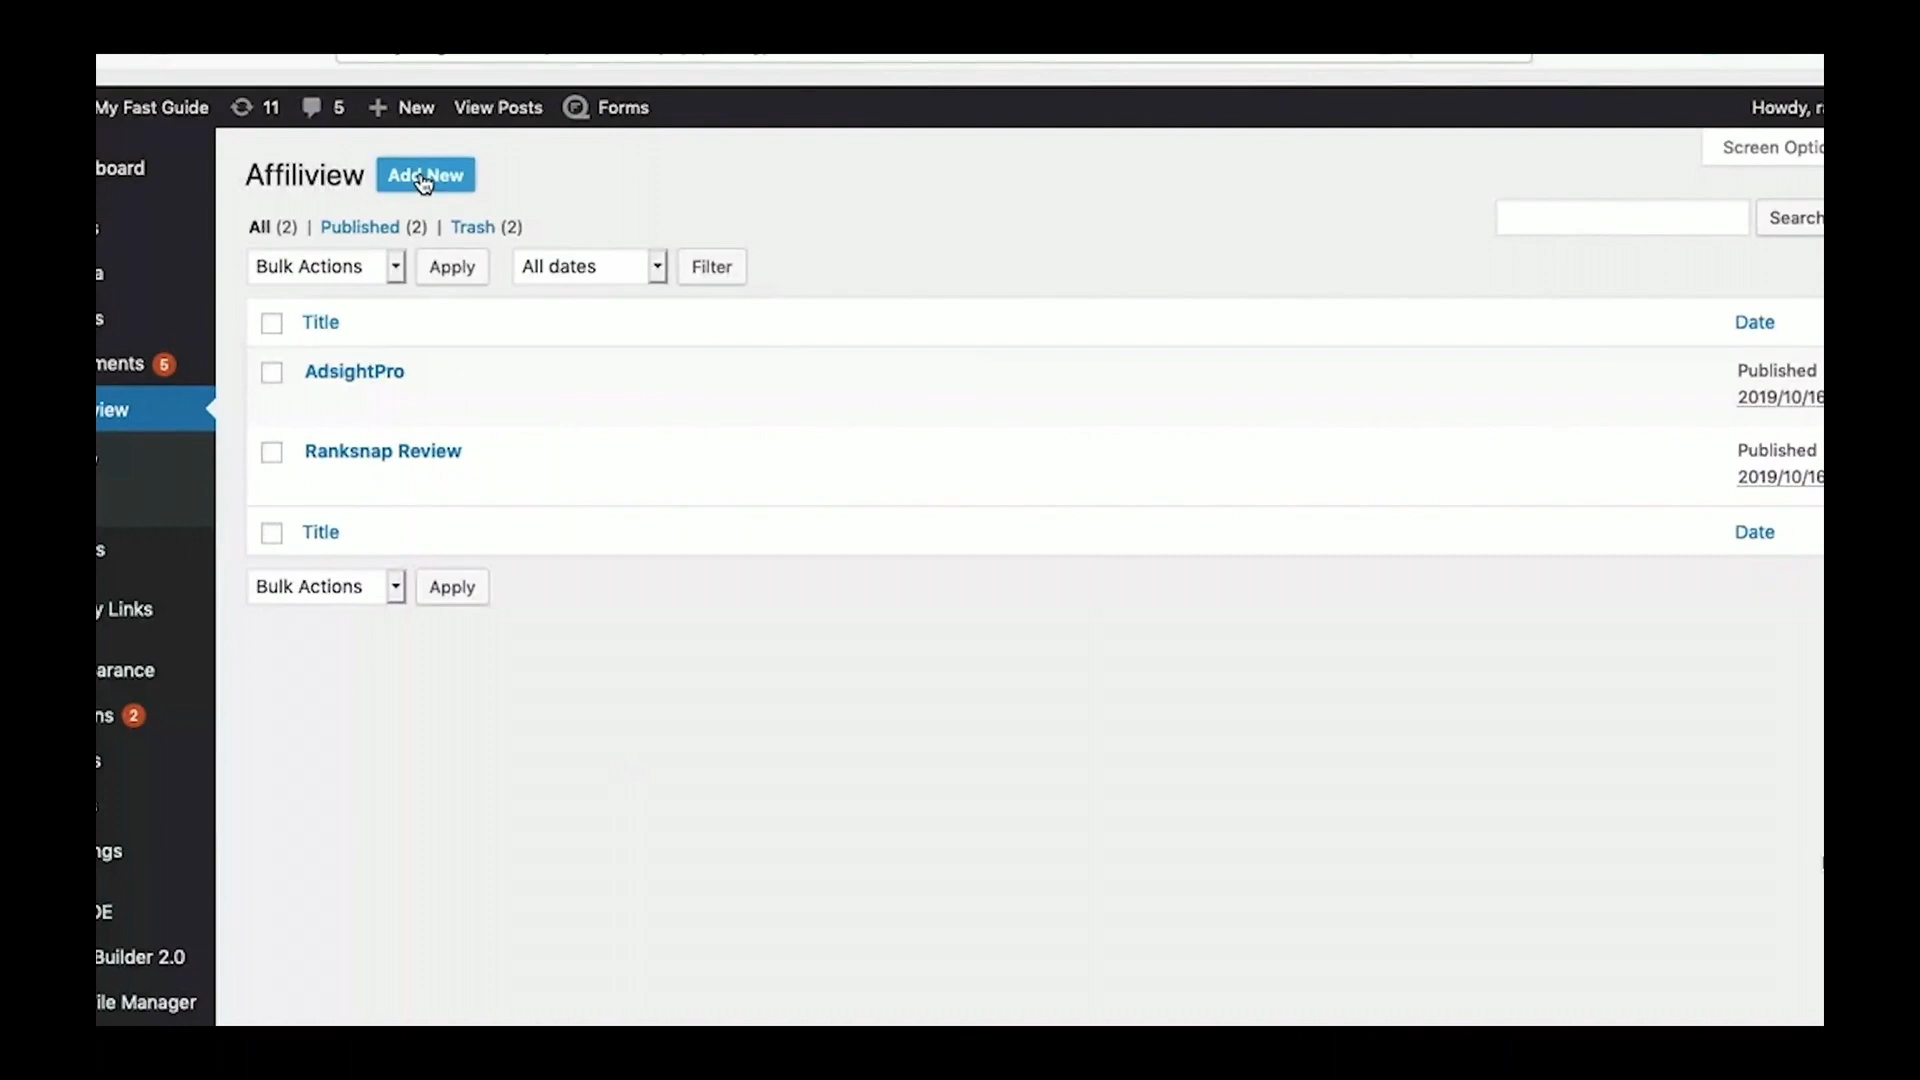 My Fast Guide 11 5 + New View Posts Forms Howdy,
Screen
Affiliview Add New
All (2) | Published (2) | Trash (2)
Search
Bulk Actions Apply All dates Filter
Title Date
AdsightPro Published
2019/10/16
Ranksnap Review Published
2019/10/16
Title Date
Bulk Actions Apply
board
s
a
s
ments 5
view
s
y Links
arance
ns 2
s
ngs
DE
Builder 2.0
ile Manager